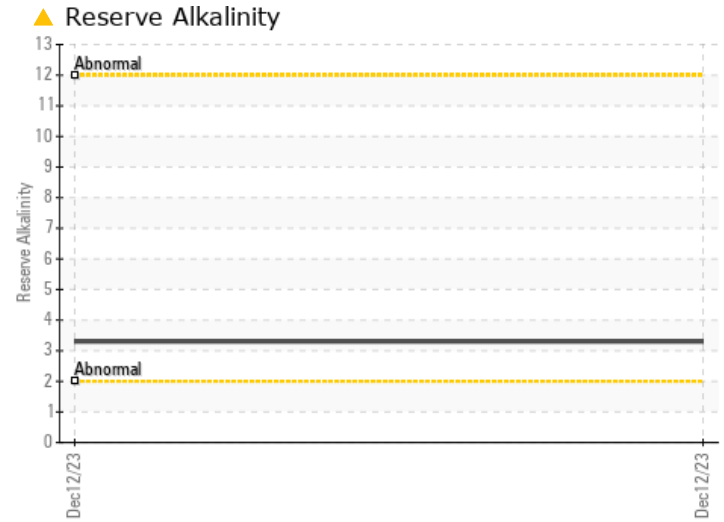 Reserve Alkalinity
13
Abnormal
12
11
10
9
8
7
6
5
4
3
Abnormal
2
1
0
Reserve Alkalinity
Dec12/23
Dec12/23